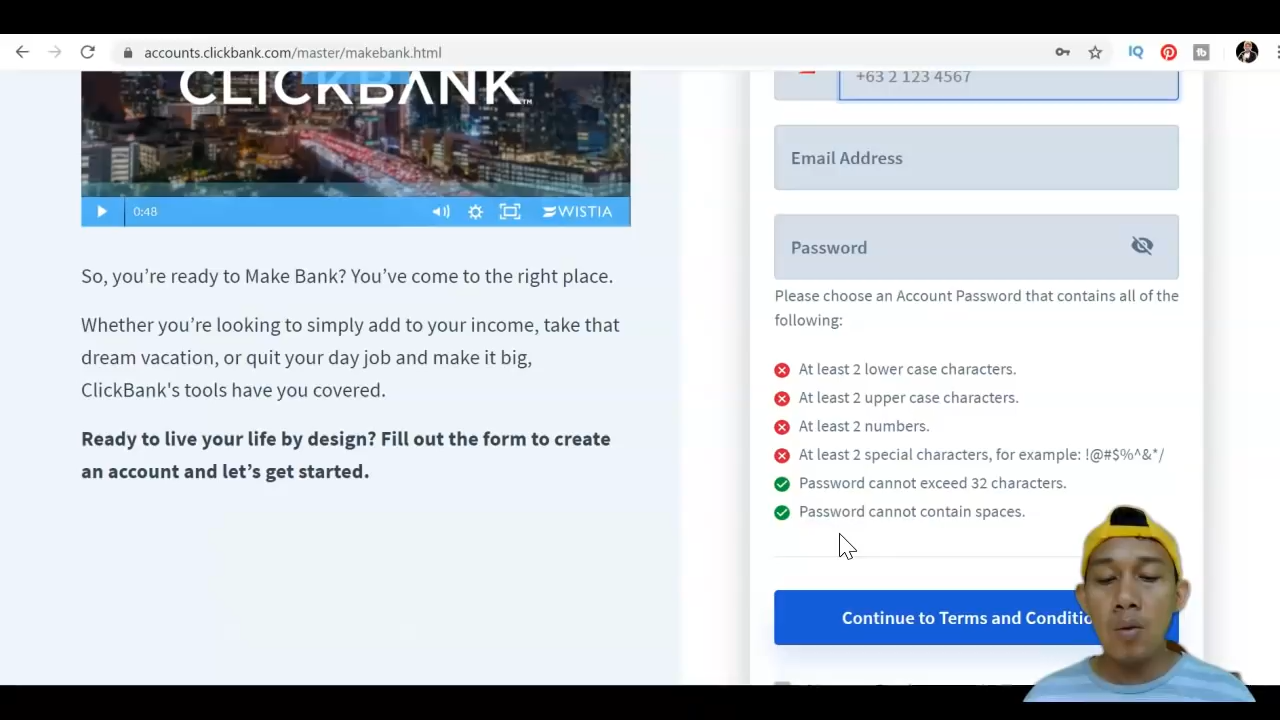 accounts.clickbank.com/master/makebank.html
IQ
CLICKBANK
+63 2 123 4567
Email Address
0:48
WISTIA
Password
Please choose an Account Password that contains all of the
following:
So, you’re ready to Make Bank? You’ve come to the right place.
Whether you’re looking to simply add to your income, take that
dream vacation, or quit your day job and make it big,
ClickBank's tools have you covered.
Ready to live your life by design? Fill out the form to create
an account and let’s get started.
At least 2 lower case characters.
At least 2 upper case characters.
At least 2 numbers.
At least 2 special characters, for example: !@#$%^&*/
Password cannot exceed 32 characters.
Password cannot contain spaces.
Continue to Terms and Conditio